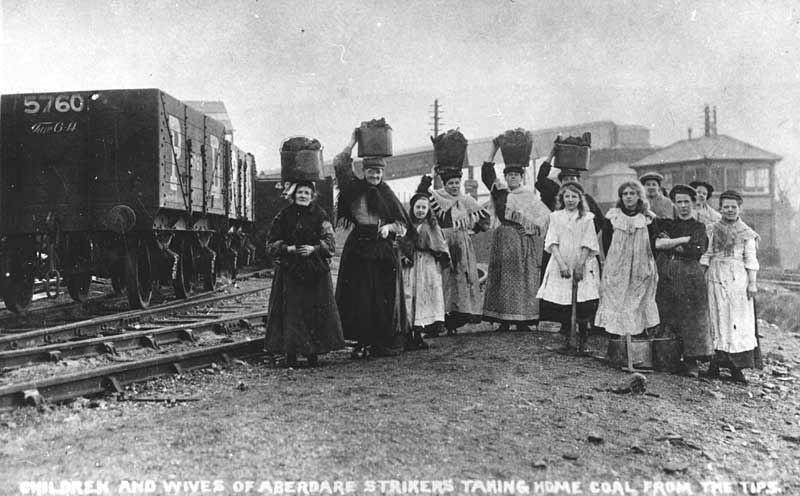 5760
CHILDREN AND WIVES OF ABERDARE STRIKERS TAKING HOME COAL FROM THE TIPS.